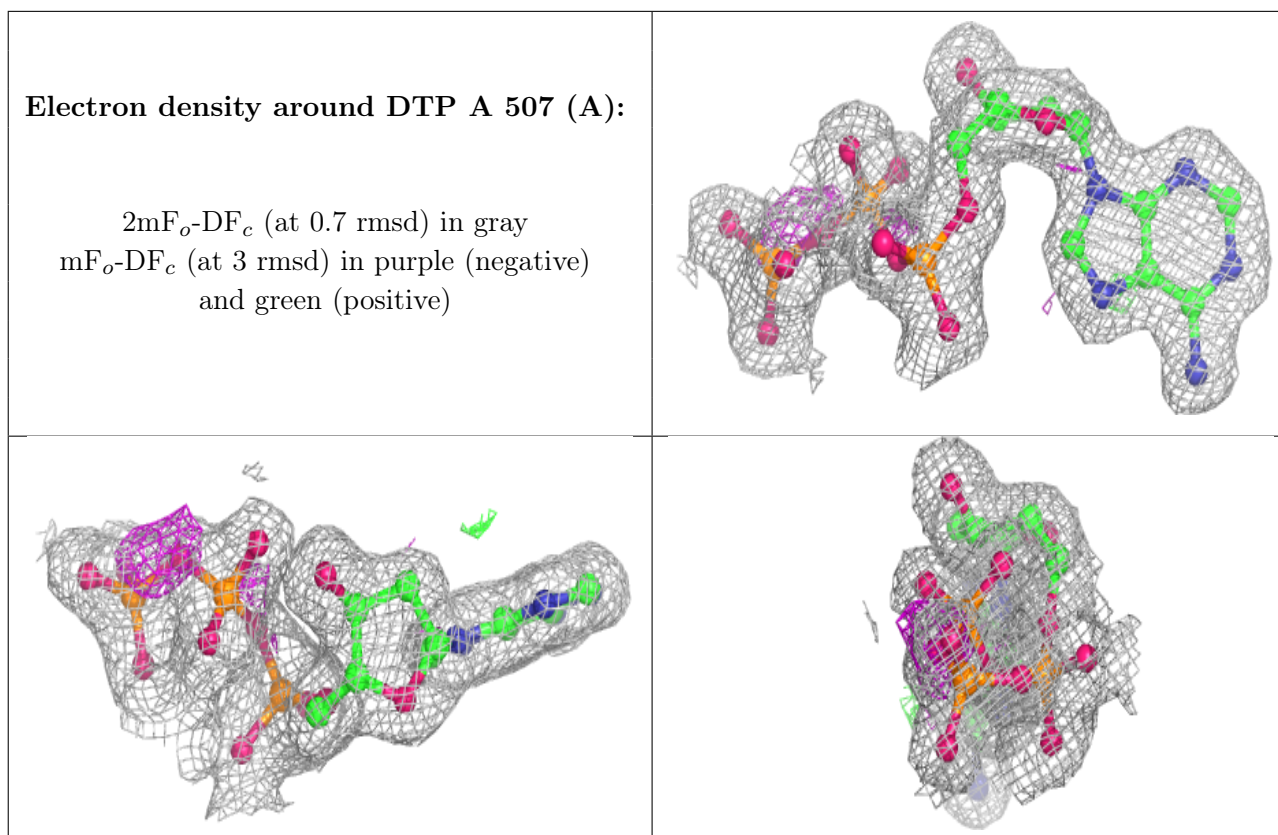 Electron density around DTP A 507 (A):
2mFo-DFc (at 0.7 rmsd) in gray
mFo-DFc (at 3 rmsd) in purple (negative)
and green (positive)